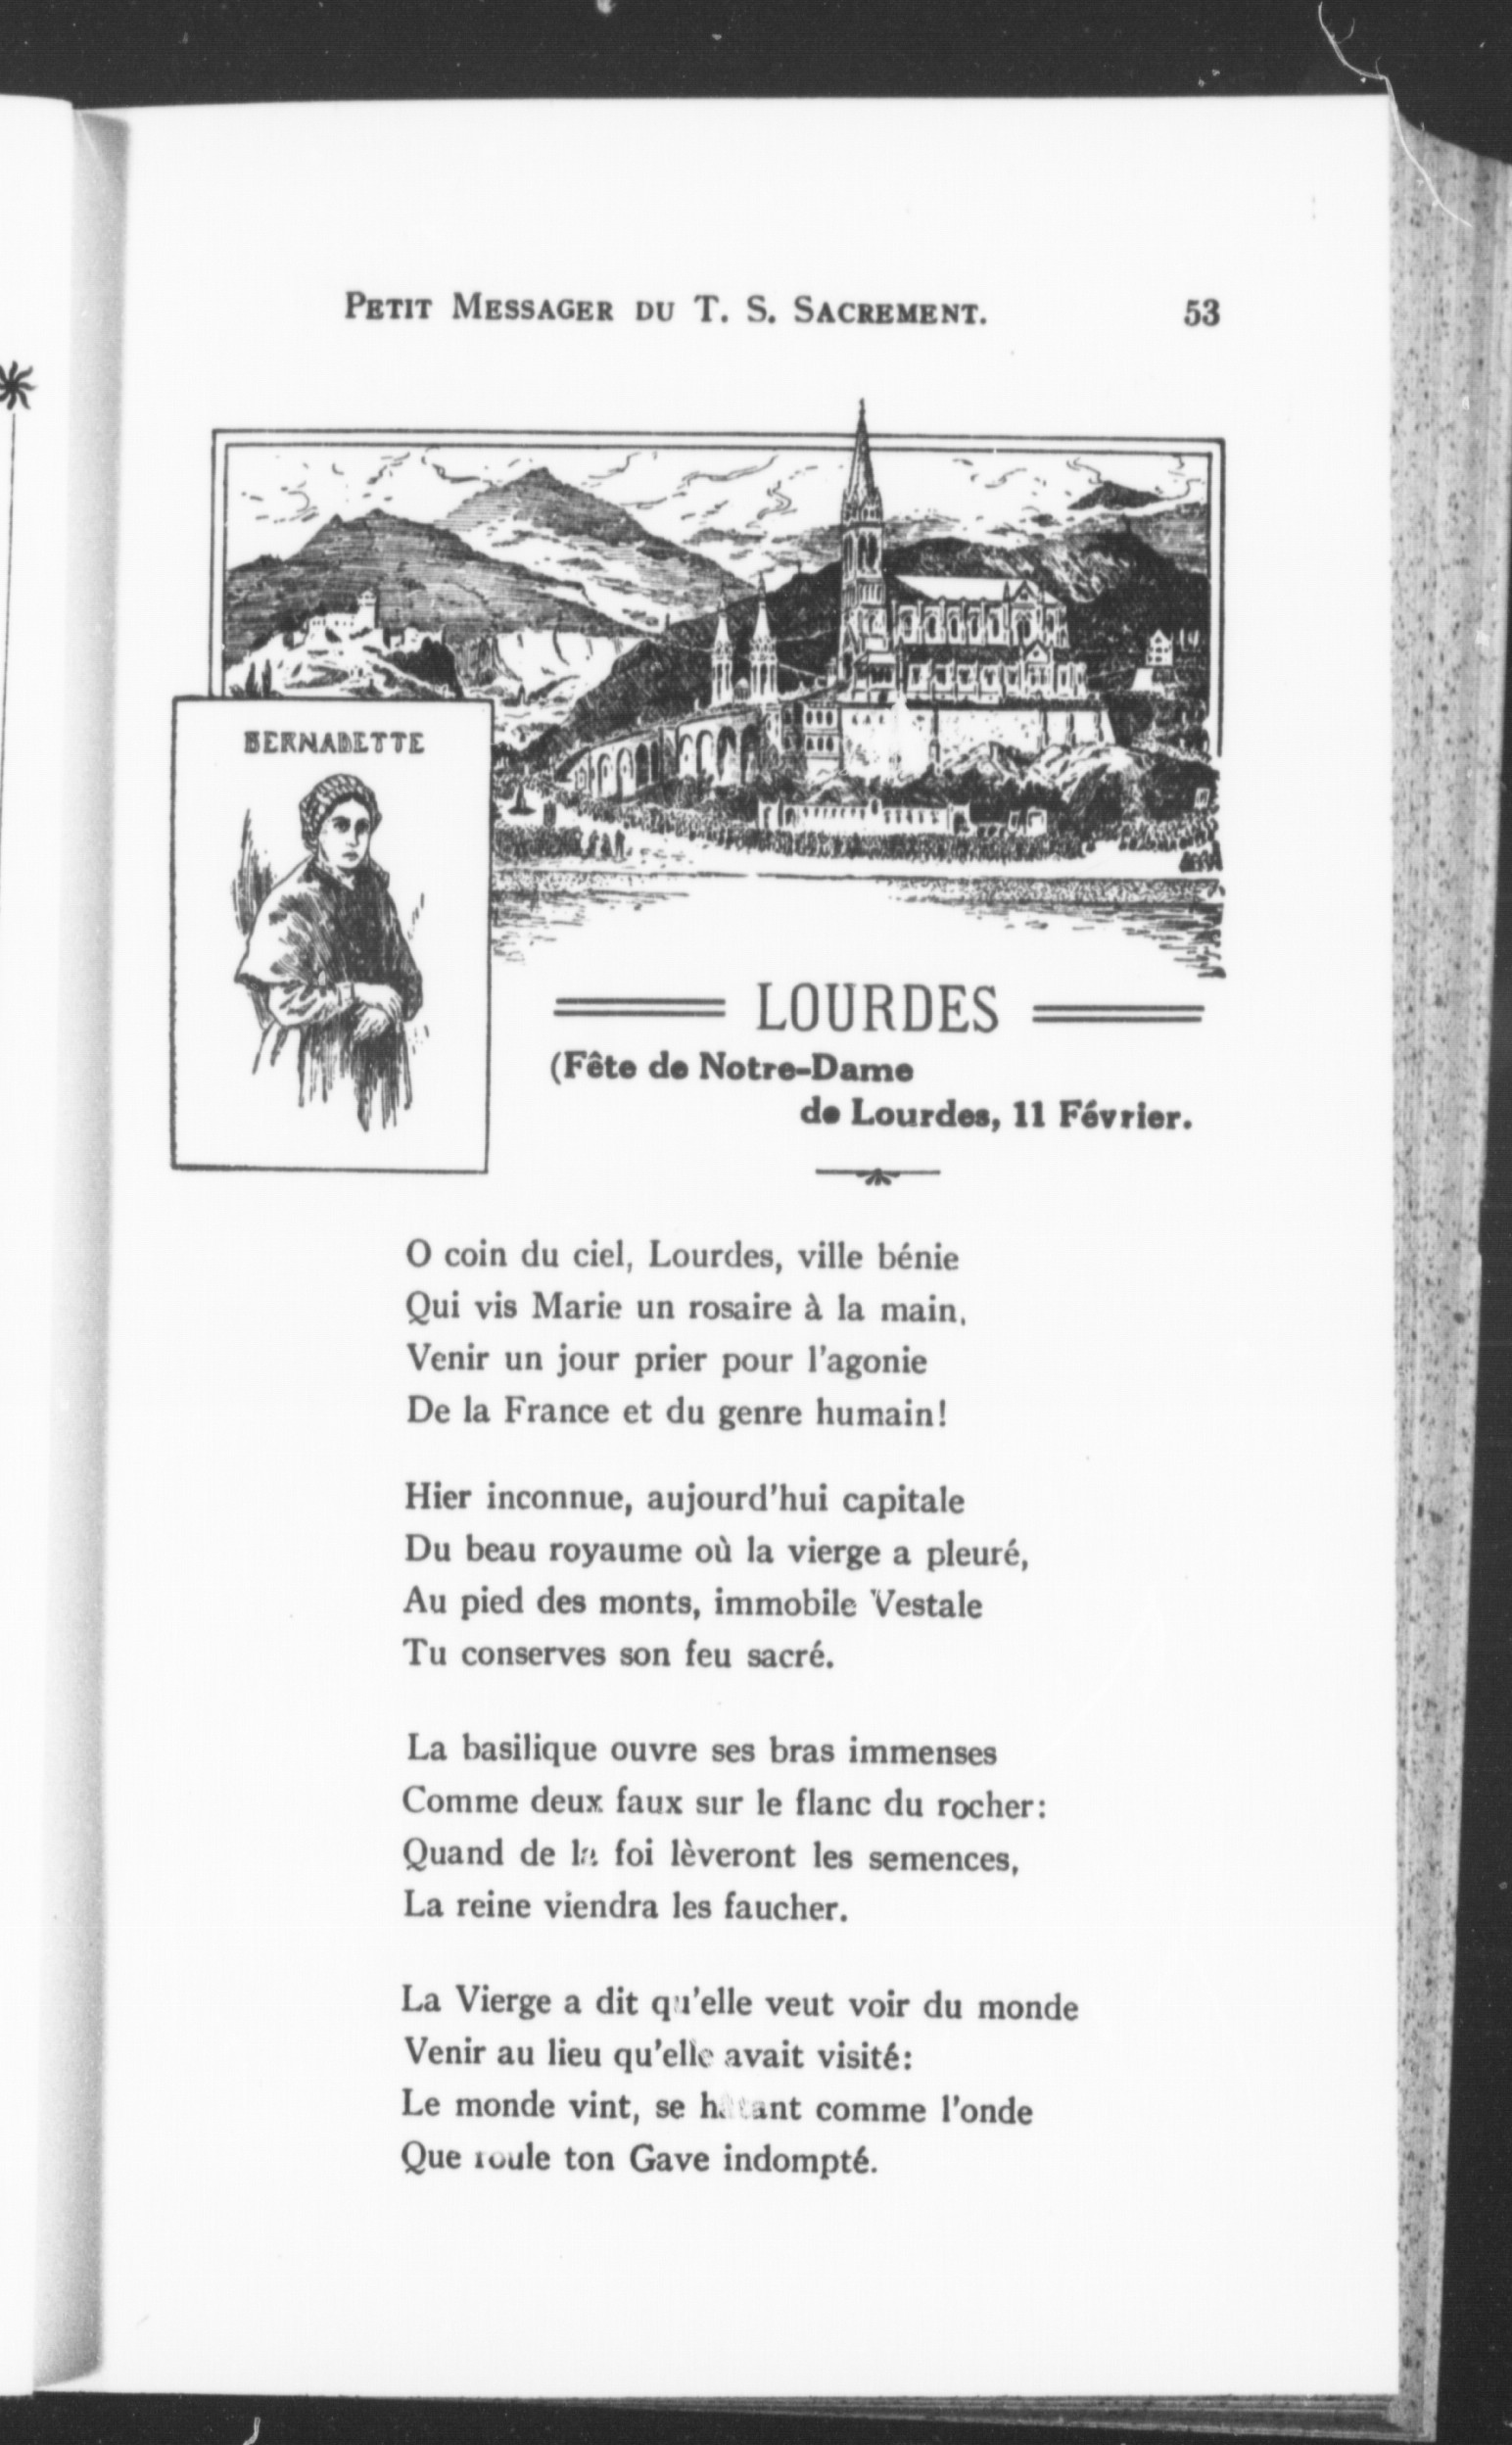 PETIT MESSAGER DU T. S. SACREMENT. 53
BERNADETTE
LOURDES
(Fête de Notre-Dame
de Lourdes, 11 Février.
O coin du ciel, Lourdes, ville bénie
Qui vis Marie un rosaire à la main,
Venir un jour prier pour l'agonie
De la France et du genre humain!
Hier inconnue, aujourd'hui capitale
Du beau royaume où la vierge a pleuré,
Au pied des monts, immobile Vestale
Tu conserves son feu sacré.
La basilique ouvre ses bras immenses
Comme deux faux sur le flanc du rocher:
Quand de la foi lèveront les semences,
La reine viendra les faucher.
La Vierge a dit qu'elle veut voir du monde
Venir au lieu qu'elle avait visité:
Le monde vint, se hâtant comme l'onde
Que roule ton Gave indompté.